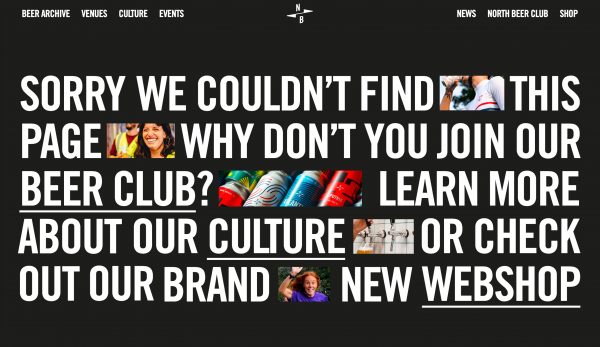 BEER ARCHIVE VENUES CULTURE EVENTS
N
B
NEWS NORTH BEER CLUB SHOP
SORRY WE COULDN’T FIND THIS
PAGE WHY DON’T YOU JOIN OUR
BEER CLUB? LEARN MORE
ABOUT OUR CULTURE OR CHECK
OUT OUR BRAND NEW WEBSHOP